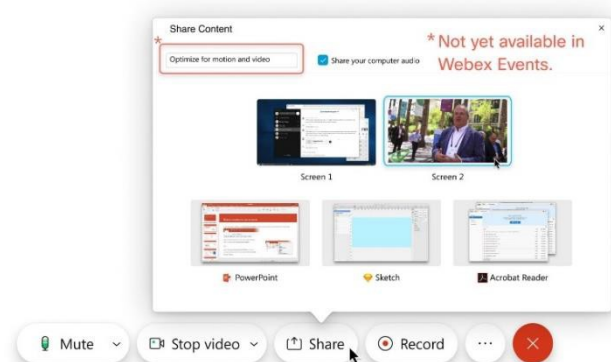 Share Content
×
*
Optimize for motion and video
Share your computer audio
* Not yet available in
Webex Events.
Screen 1
Screen 2
PowerPoint
Sketch
Acrobat Reader
Mute
Stop video
Share
Record
...
×